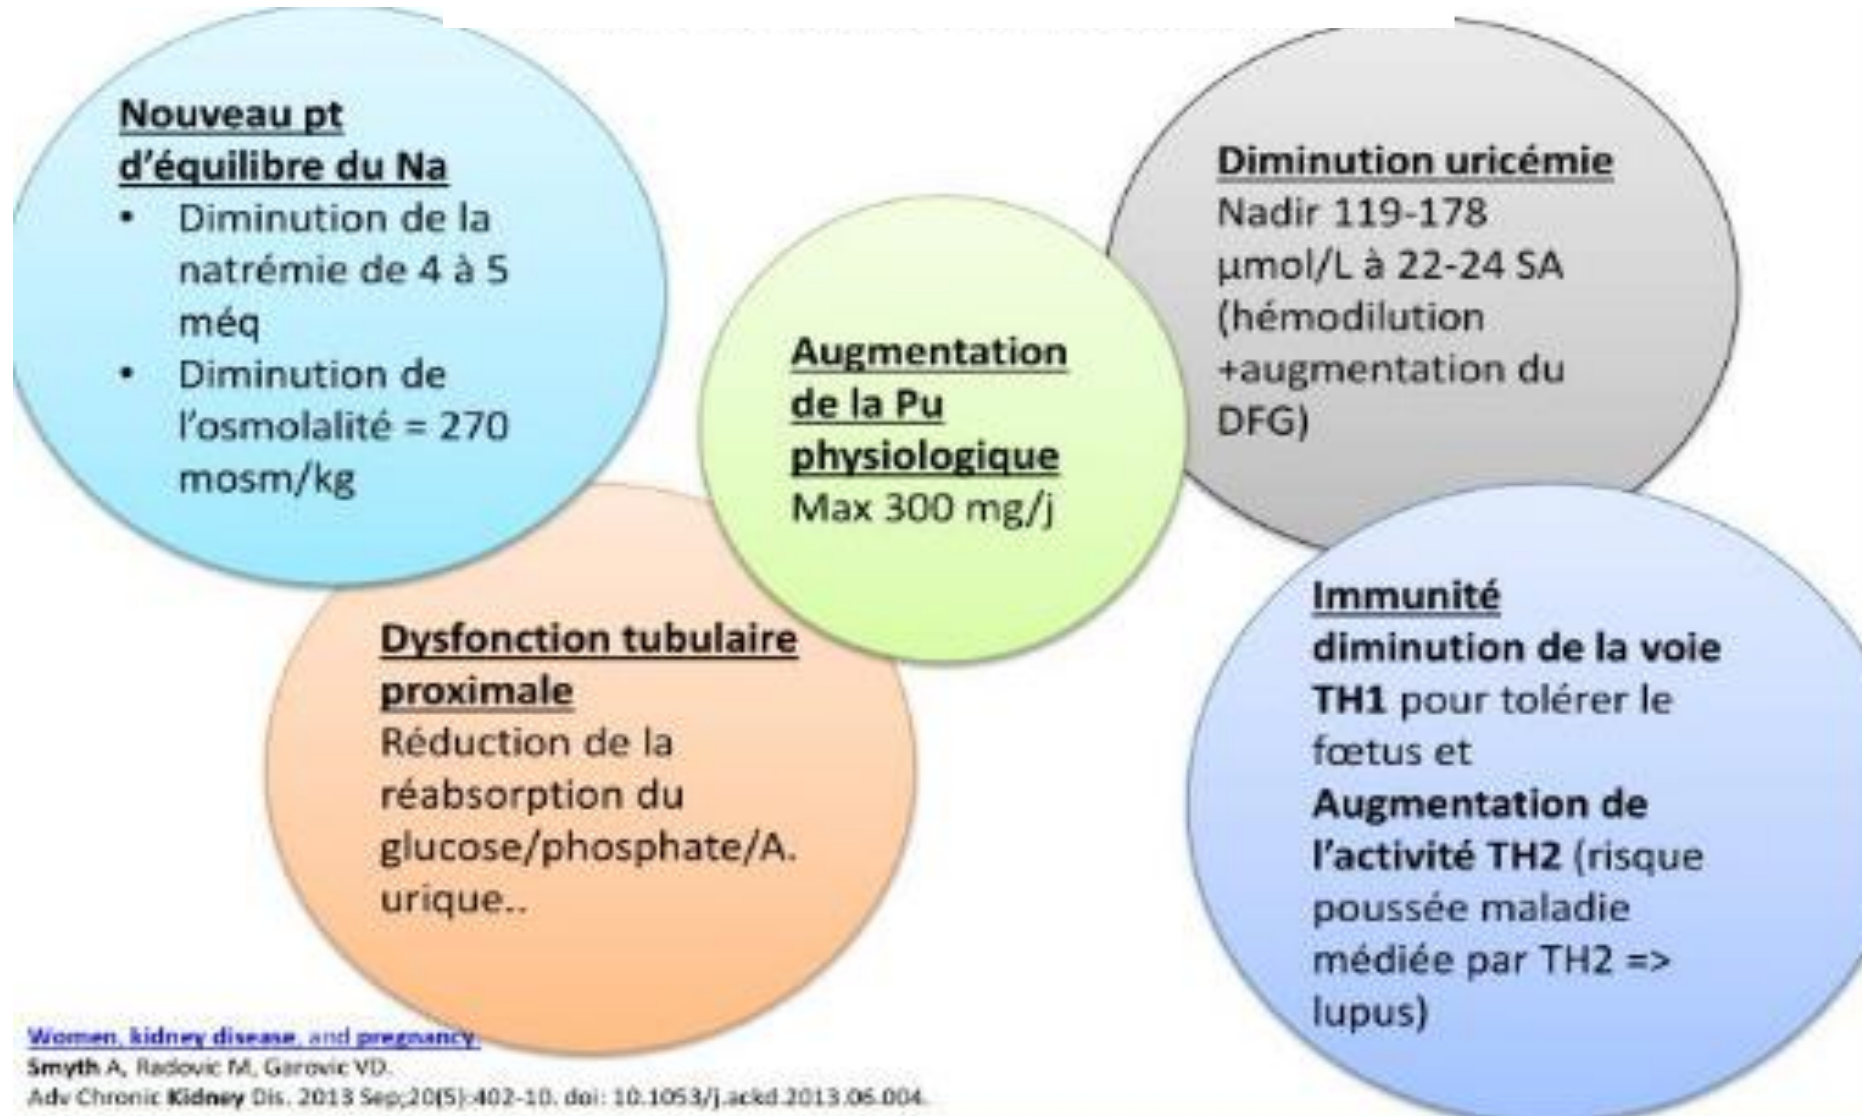 Nouveau pt
d'équilibre du Na
• Diminution de la
natrémie de 4 à 5
méq
• Diminution de
l'osmolalité = 270
mosm/kg
Dysfonction tubulaire
proximale
Réduction de la
réabsorption du
glucose/phosphate/A.
urique..
Augmentation
de la Pu
physiologique
Max 300 mg/j
Diminution uricémie
Nadir 119-178
µmol/L à 22-24 SA
(hémodilution
+augmentation du
DFG)
Immunité
diminution de la voie
TH1 pour tolérer le
fœtus et
Augmentation de
l'activité TH2 (risque
poussée maladie
médiée par TH2 =>
lupus)
Women, kidney disease, and pregnancy.
Smyth A, Radovic M, Garovic VD.
Adv Chronic Kidney Dis. 2013 Sep;20(5):402-10. doi: 10.1053/j.ackd.2013.06.004.